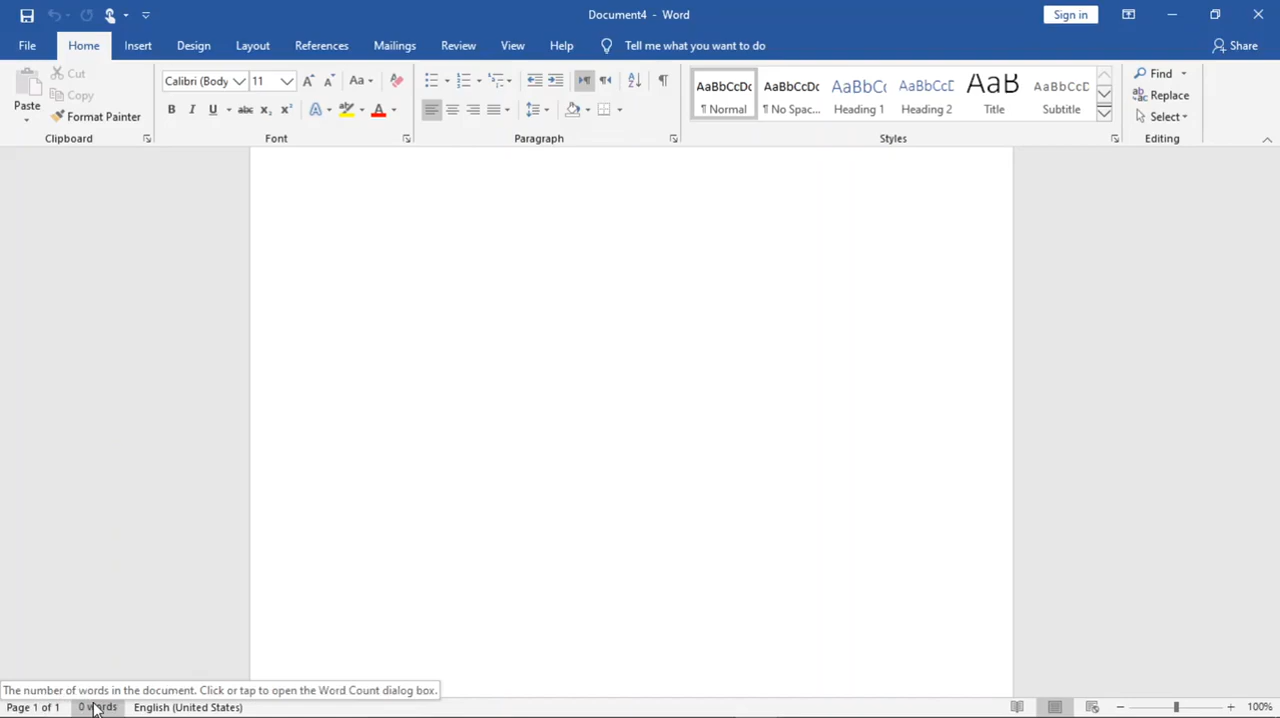 Document4 - Word
Sign in
File Home Insert Design Layout References Mailings Review View Help Tell me what you want to do Share
Paste
Cut
Copy
Format Painter
Clipboard
Calibri (Body 11
Font
Paragraph
AaBbCcDc AaBbCcDc AaBbC( AaBbCcD AaB AaBbCcD
¶ Normal ¶ No Spac... Heading 1 Heading 2 Title Subtitle
Styles
Find
Replace
Select
Editing
The number of words in the document. Click or tap to open the Word Count dialog box.
Page 1 of 1 0 words English (United States) 100%